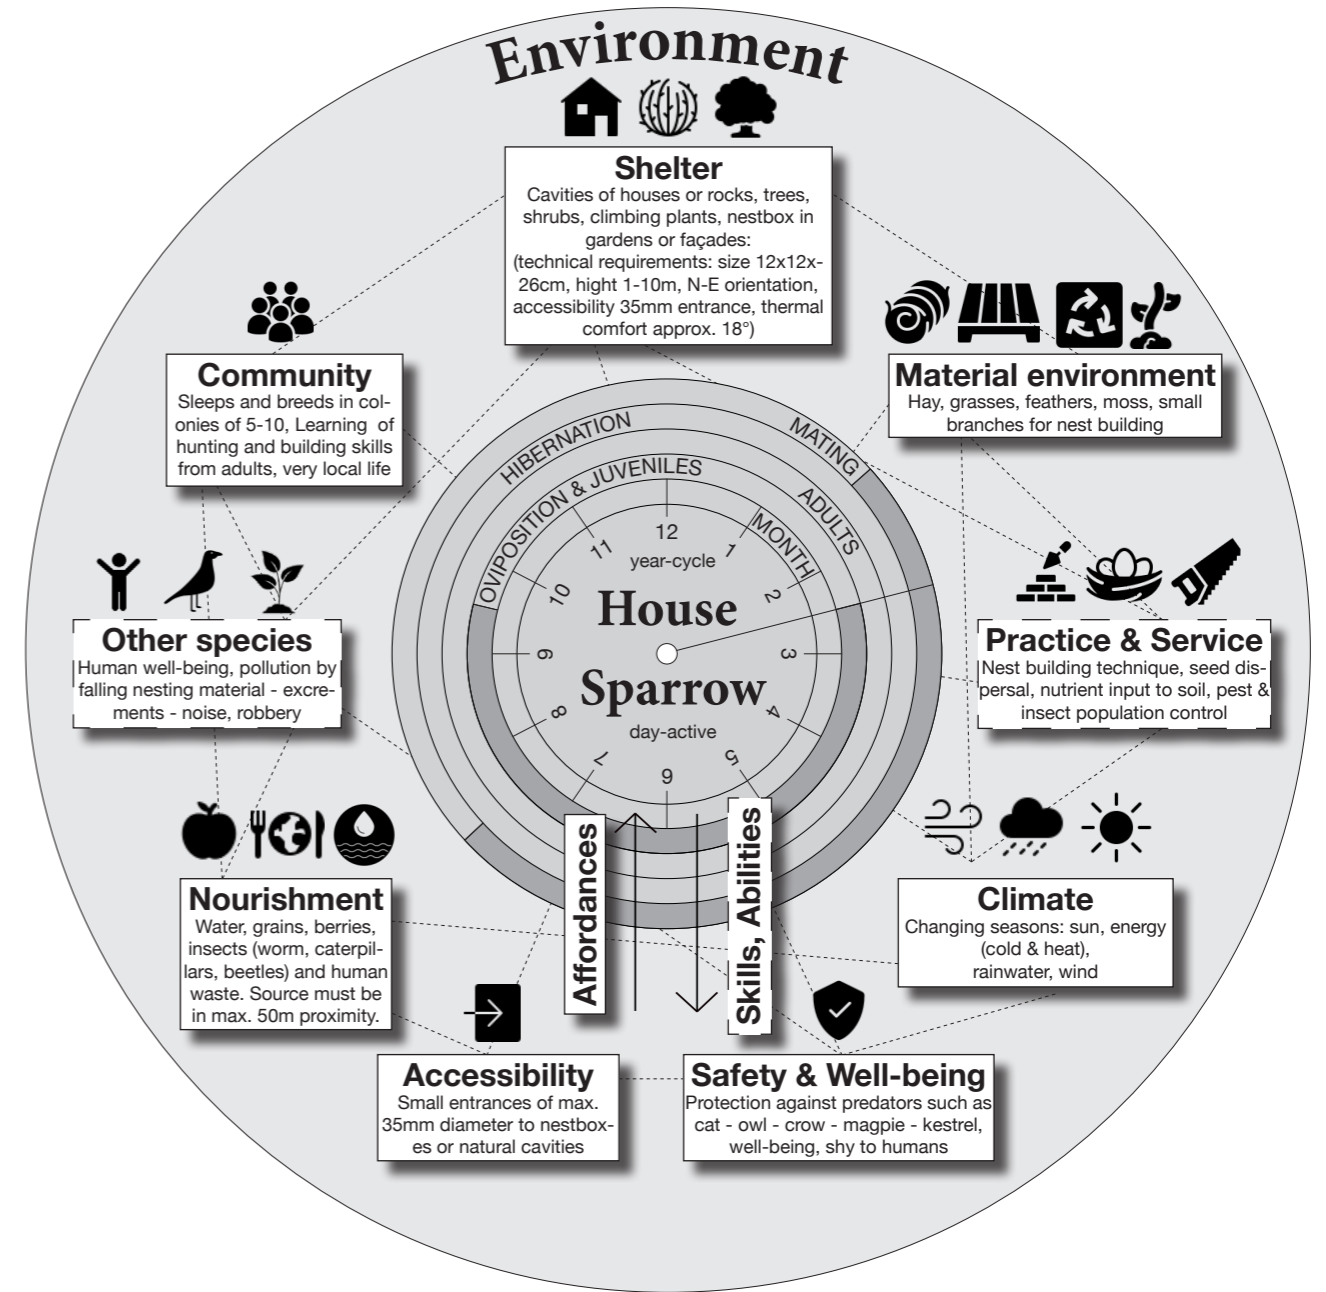 Environment
Shelter
Cavities of houses or rocks, trees,
shrubs, climbing plants, nestbox in
gardens or façades:
(technical requirements: size 12x12x-
26cm, hight 1-10m, N-E orientation,
accessibility 35mm entrance, thermal
comfort approx. 18°)
Community
Sleeps and breeds in col-
onies of 5-10, Learning of
hunting and building skills
from adults, very local life
Material environment
Hay, grasses, feathers, moss, small
branches for nest building
HIBERNATION
MATING
OVIPOSITION & JUVENILES
ADULTS
MONTH
12
1
2
3
4
5
6
7
8
9
10
11
year-cycle
House
Sparrow
day-active
Other species
Human well-being, pollution by
falling nesting material - excre-
ments - noise, robbery
Practice & Service
Nest building technique, seed dis-
persal, nutrient input to soil, pest &
insect population control
Affordances
Skills, Abilities
Nourishment
Water, grains, berries,
insects (worm, caterpil-
lars, beetles) and human
waste. Source must be
in max. 50m proximity.
Climate
Changing seasons: sun, energy
(cold & heat),
rainwater, wind
Accessibility
Small entrances of max.
35mm diameter to nestbox-
es or natural cavities
Safety & Well-being
Protection against predators such as
cat - owl - crow - magpie - kestrel,
well-being, shy to humans